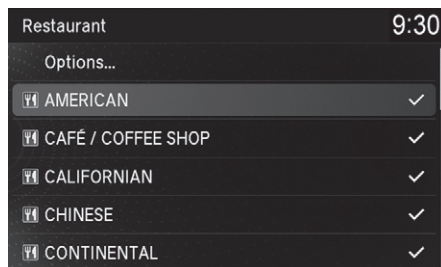 Restaurant 9:30
Options...
AMERICAN
CAFÉ / COFFEE SHOP
CALIFORNIAN
CHINESE
CONTINENTAL